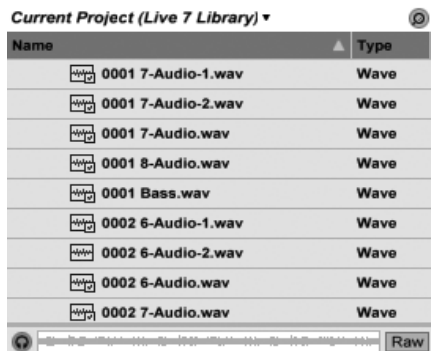 Current Project (Live 7 Library)
Name Type
0001 7-Audio-1.wav Wave
0001 7-Audio-2.wav Wave
0001 7-Audio.wav Wave
0001 8-Audio.wav Wave
0001 Bass.wav Wave
0002 6-Audio-1.wav Wave
0002 6-Audio-2.wav Wave
0002 6-Audio.wav Wave
0002 7-Audio.wav Wave
Raw